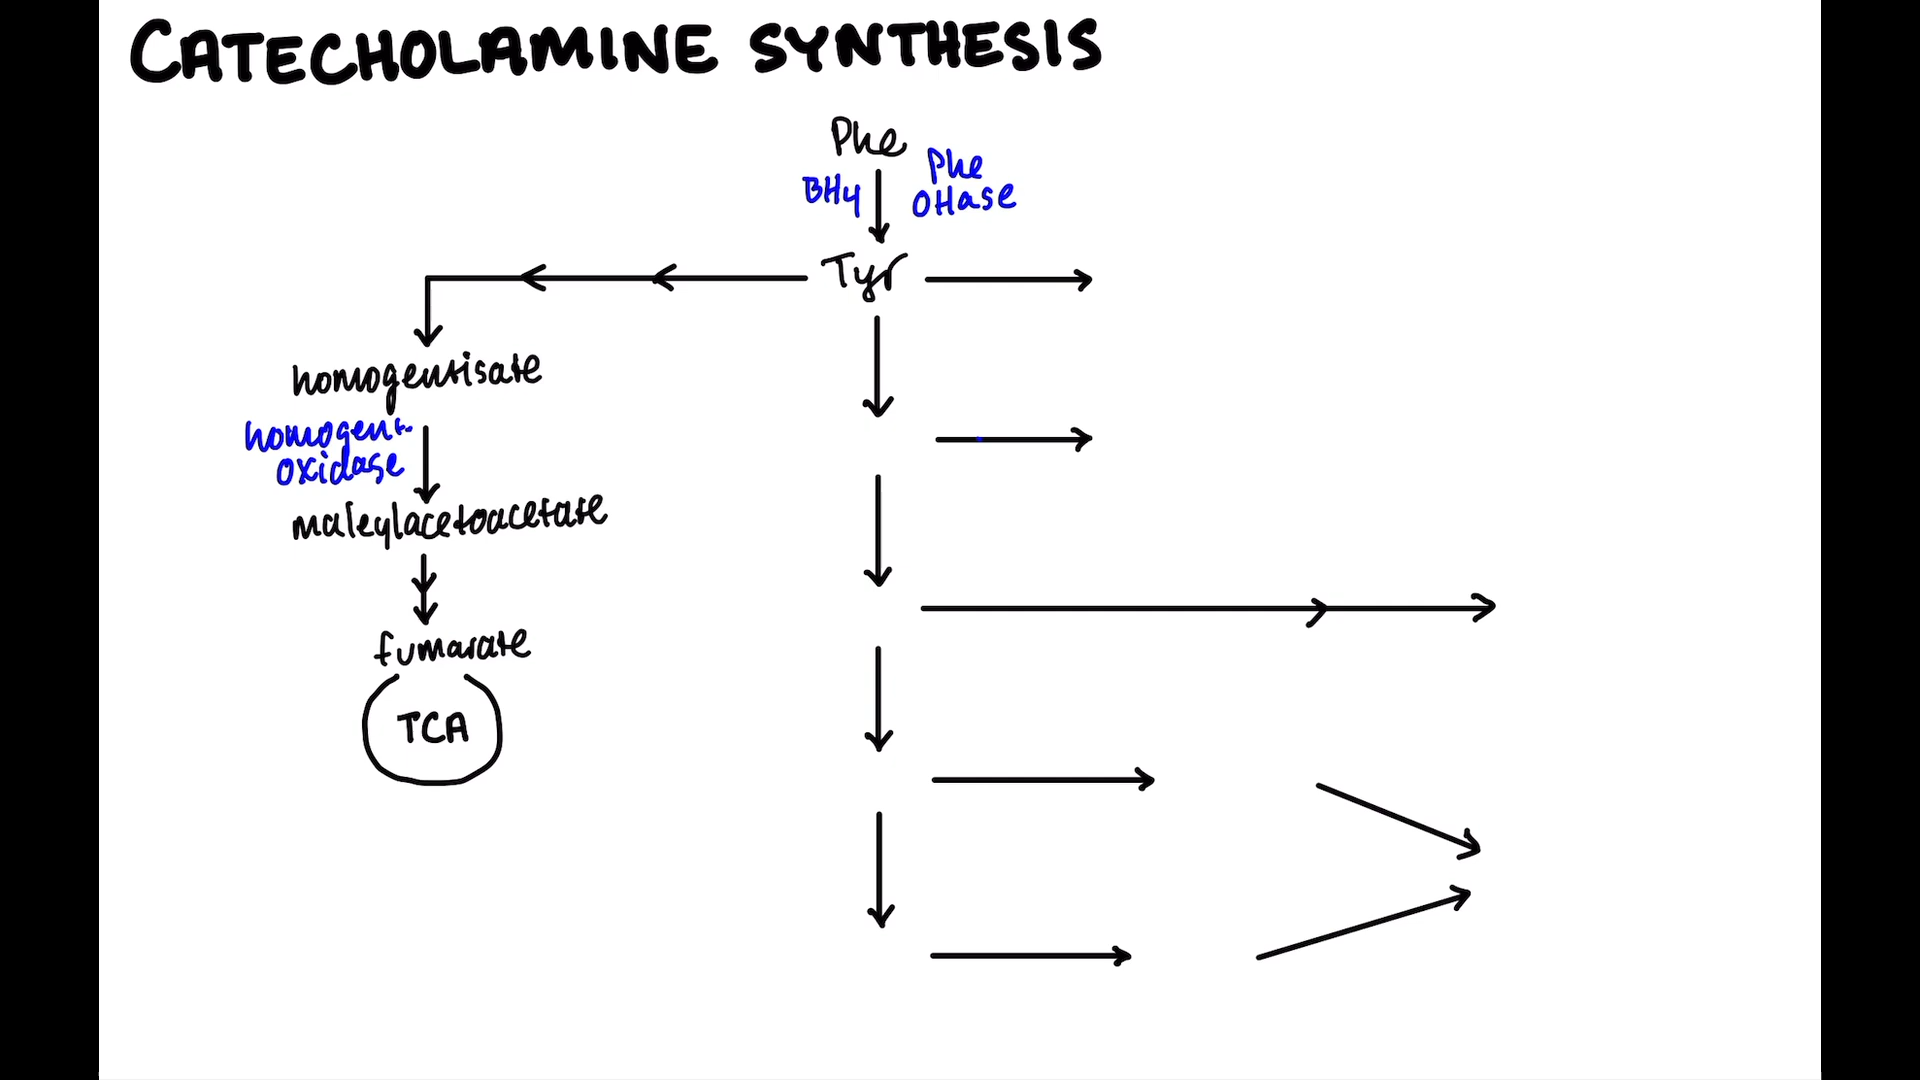 CATECHOLAMINE SYNTHESIS
Phe
BH4
Phe
OHase
Tyr
homogentisate
homogent.
oxidase
maleylacetoacetate
fumarate
TCA